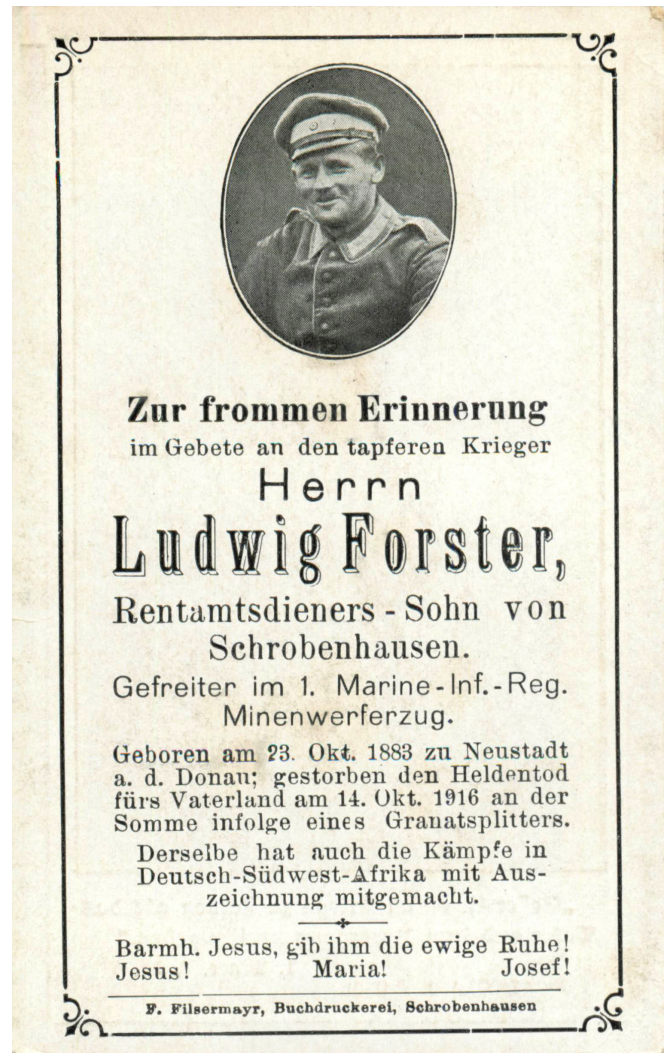 Zur frommen Erinnerung
im Gebete an den tapferen Krieger
Herrn
Ludwig Forster,
Rentamtsdieners - Sohn von
Schrobenhausen.
Gefreiter im 1. Marine-Inf.-Reg.
Minenwerferzug.
Geboren am 23. Okt. 1883 zu Neustadt
a. d. Donau; gestorben den Heldentod
fürs Vaterland am 14. Okt. 1916 an der
Somme infolge eines Granatsplitters.
Derselbe hat auch die Kämpfe in
Deutsch-Südwest-Afrika mit Aus-
zeichnung mitgemacht.
Barmh. Jesus, gib ihm die ewige Ruhe!
Jesus! Maria! Josef!
F. Filsermayr, Buchdruckerei, Schrobenhausen